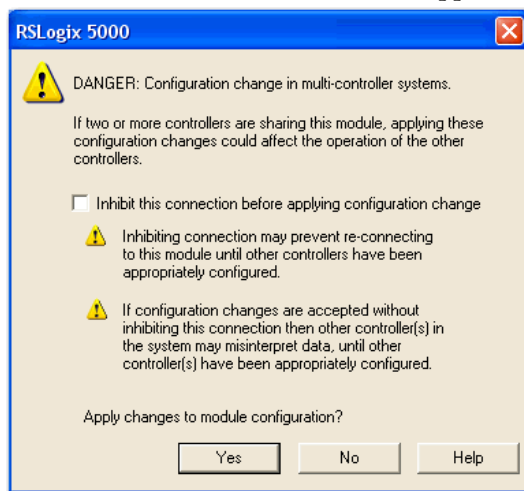 RSLogix 5000
DANGER: Configuration change in multi-controller systems.
If two or more controllers are sharing this module, applying these
configuration changes could affect the operation of the other
controllers.
Inhibit this connection before applying configuration change
Inhibiting connection may prevent re-connecting
to this module until other controllers have been
appropriately configured.
If configuration changes are accepted without
inhibiting this connection then other controller(s) in
the system may misinterpret data, until other
controller(s) have been appropriately configured.
Apply changes to module configuration?
Yes No Help